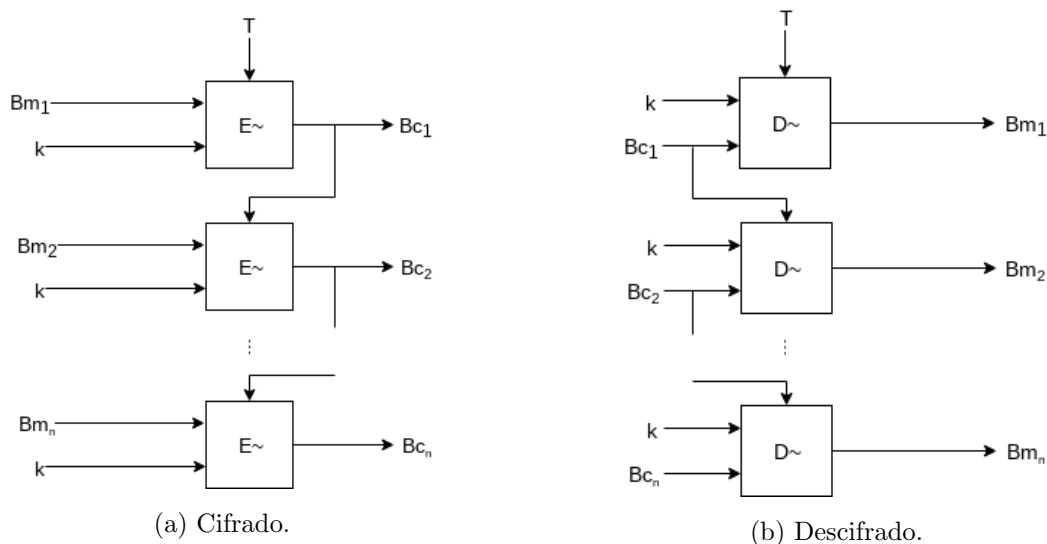 T
Bm1
k
E~
Bc1
Bm2
k
E~
Bc2
Bmn
k
E~
Bcn
(a) Cifrado.
T
k
Bc1
D~
Bm1
k
Bc2
D~
Bm2
k
Bcn
D~
Bmn
(b) Descifrado.